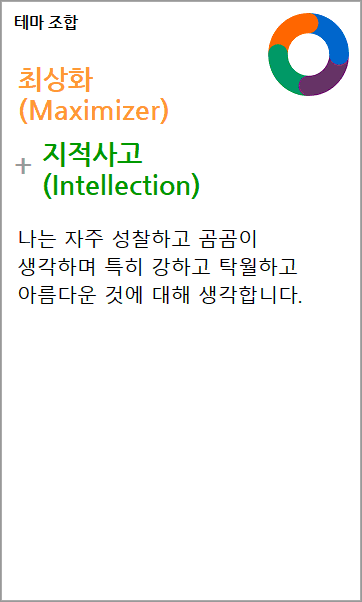 테마 조합
최상화
(Maximizer)
+ 지적사고
(Intellection)
나는 자주 성찰하고 곰곰이
생각하며 특히 강하고 탁월하고
아름다운 것에 대해 생각합니다.